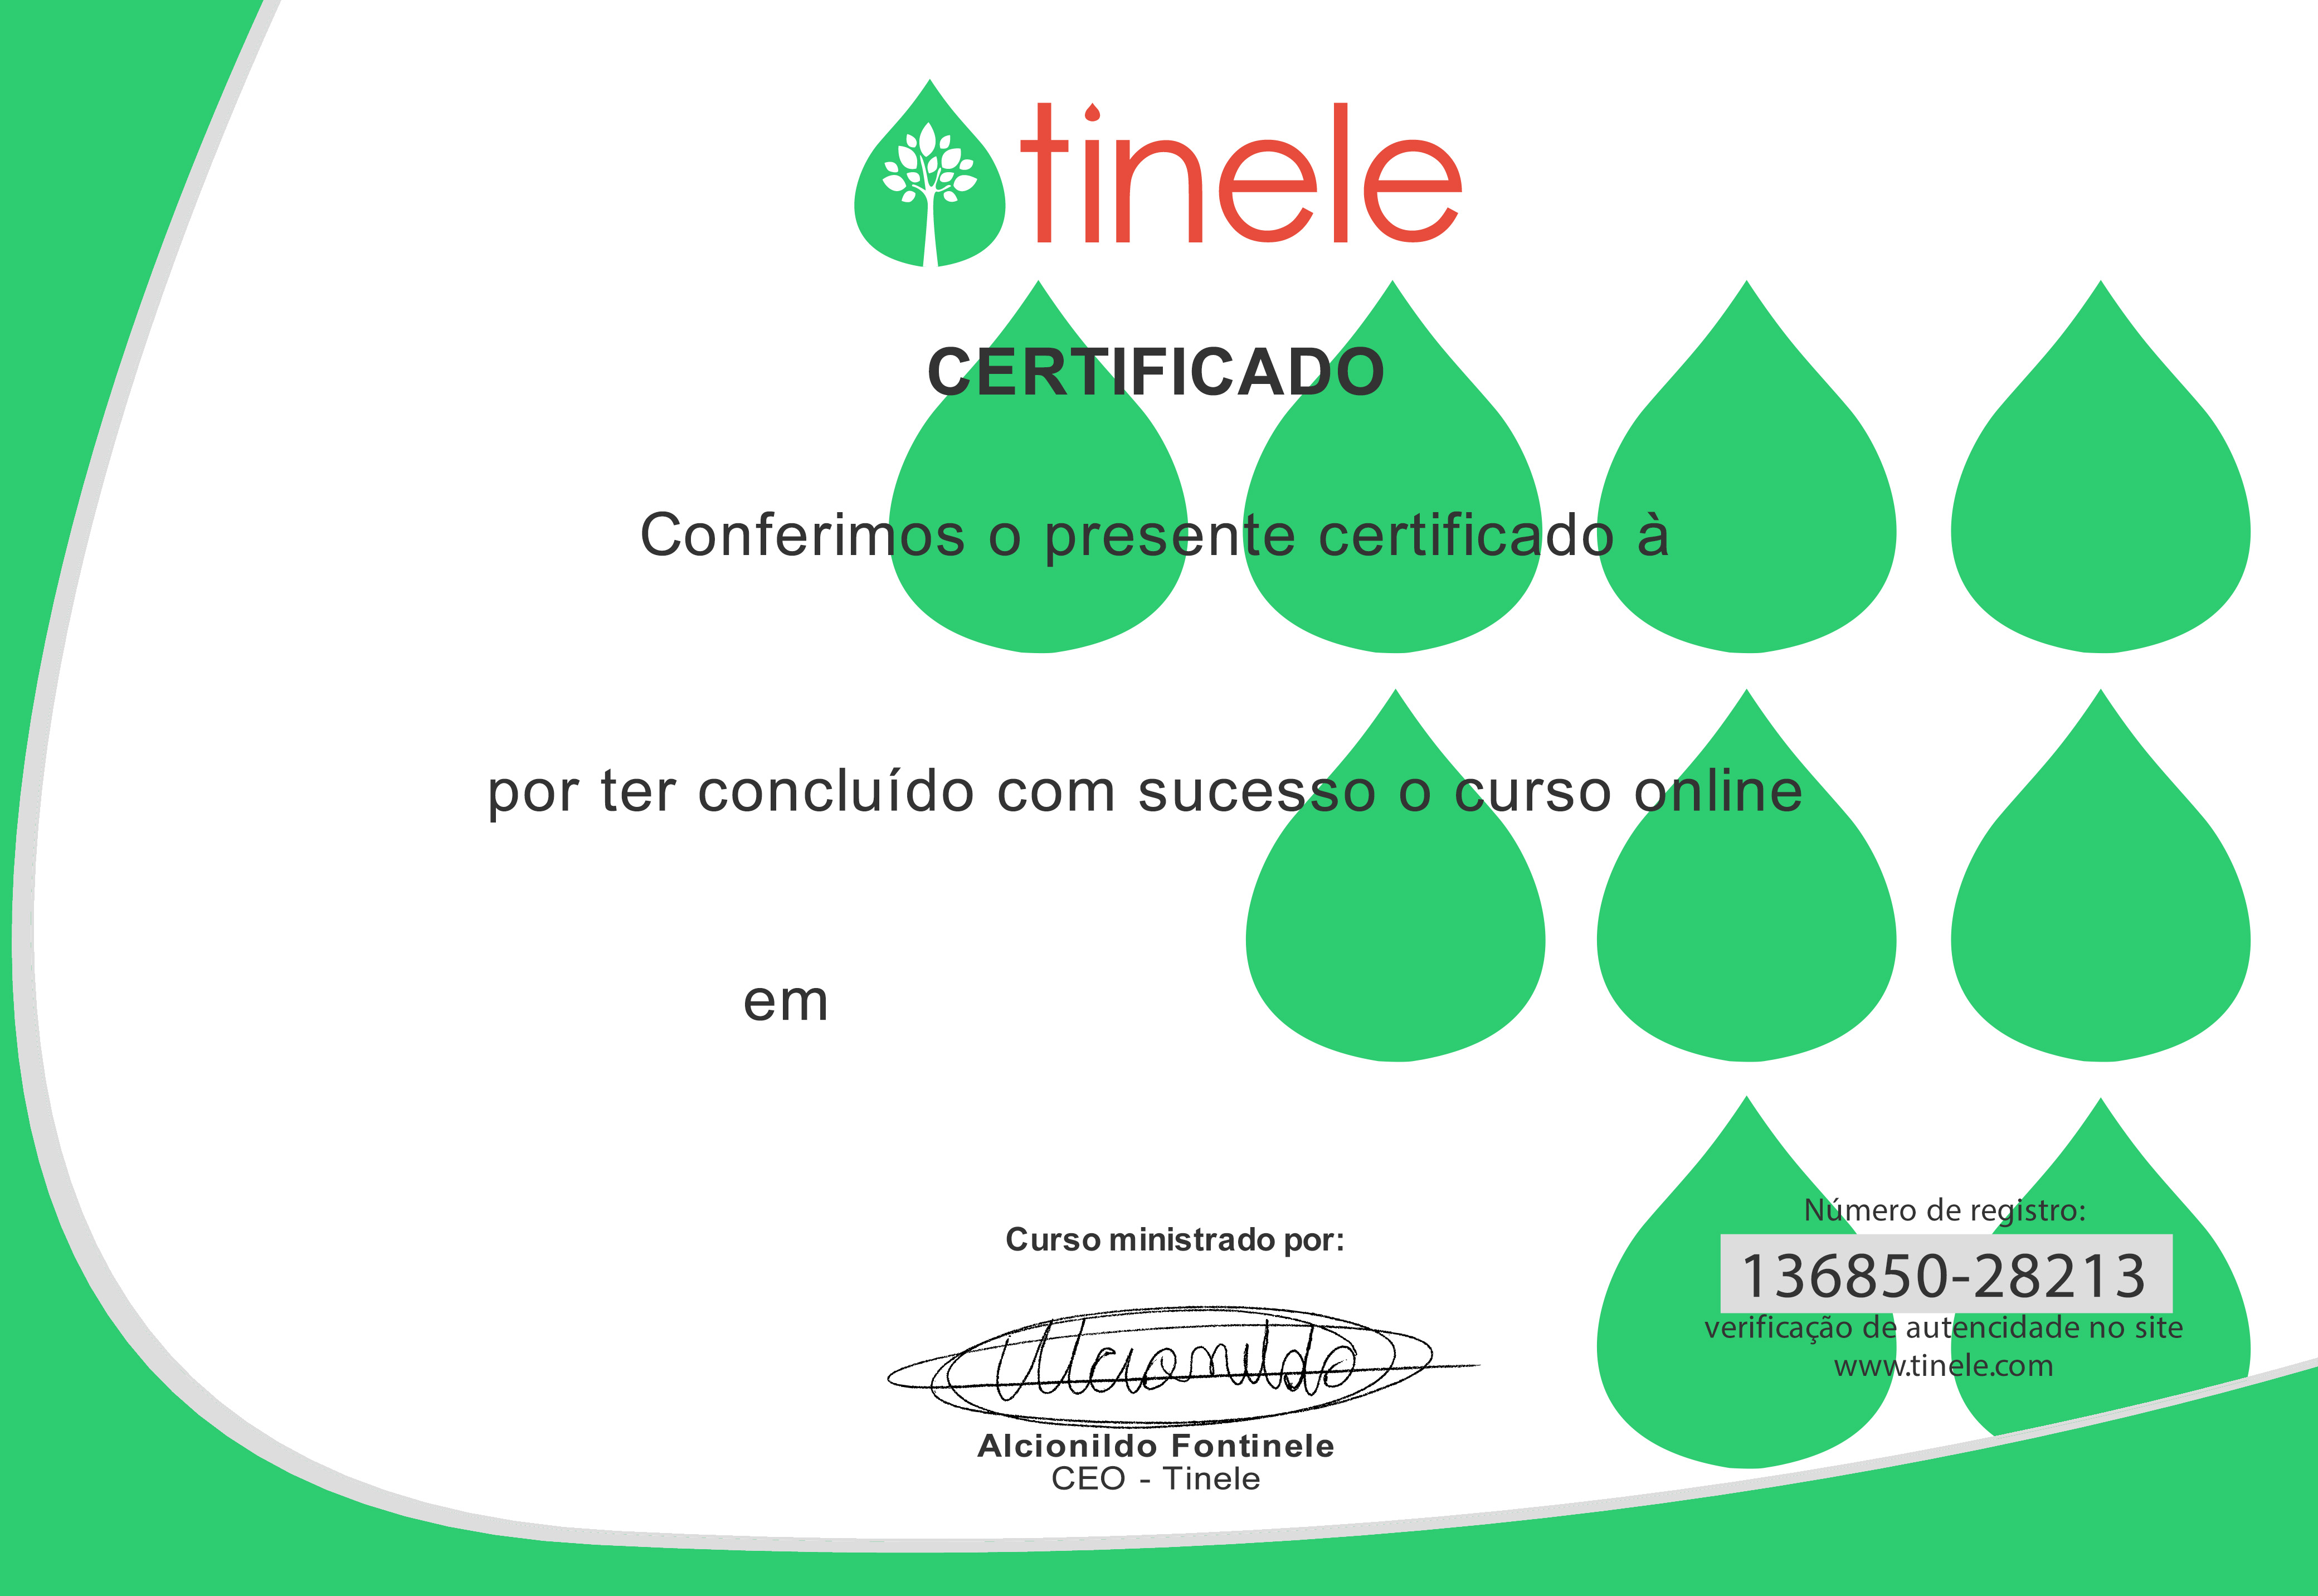 tinele
CERTIFICADO
Conferimos o presente certificado à
por ter concluído com sucesso o curso online
em
Curso ministrado por:
Alcionildo
Alcionildo Fontinele
CEO - Tinele
Número de registro:
136850-28213
verificação de autencidade no site
www.tinele.com